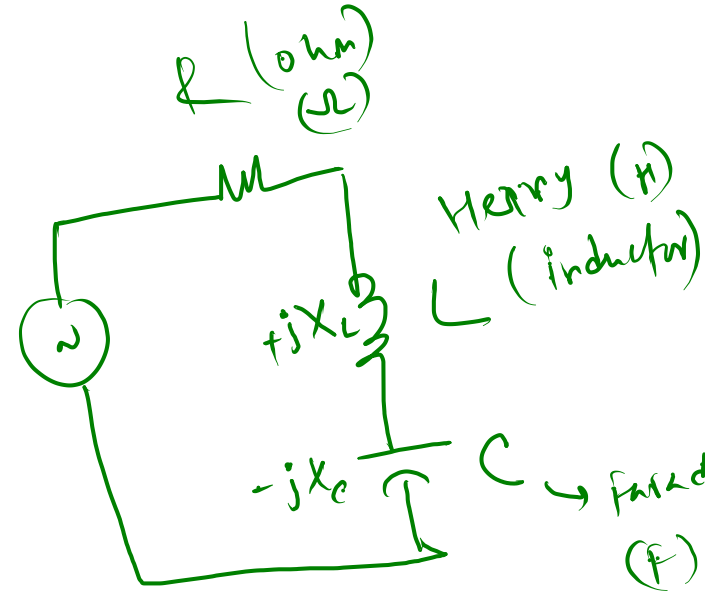 R (ohm)
(Ω)
~
Henry (H)
L (inductor)
+jXL
-jXc
C → Farad
(F)